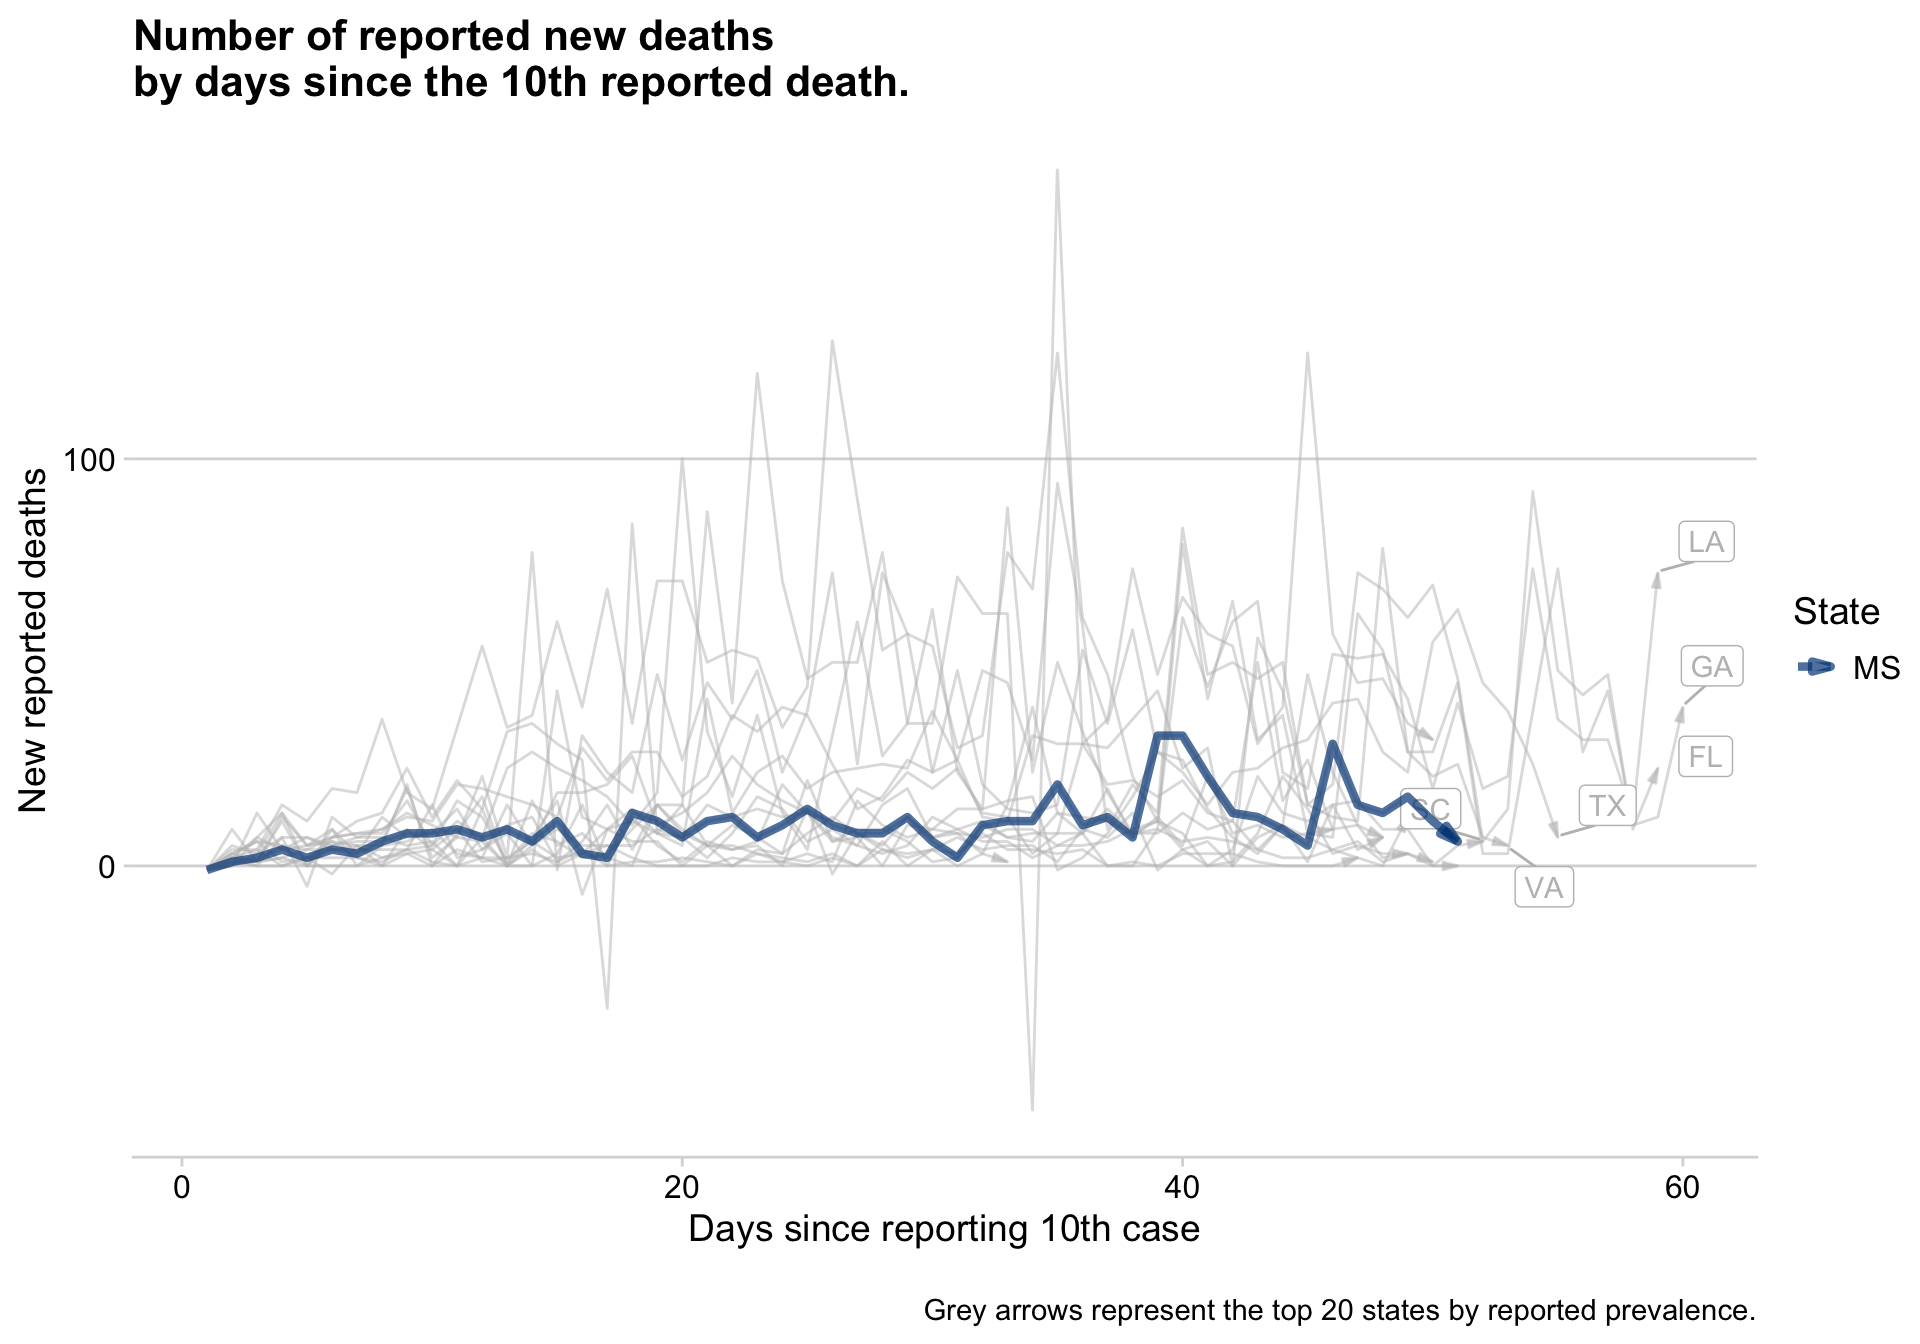 Number of reported new deaths
by days since the 10th reported death.
New reported deaths
100
0
LA
GA
FL
TX
SC
VA
State
MS
0
20
40
60
Days since reporting 10th case
Grey arrows represent the top 20 states by reported prevalence.